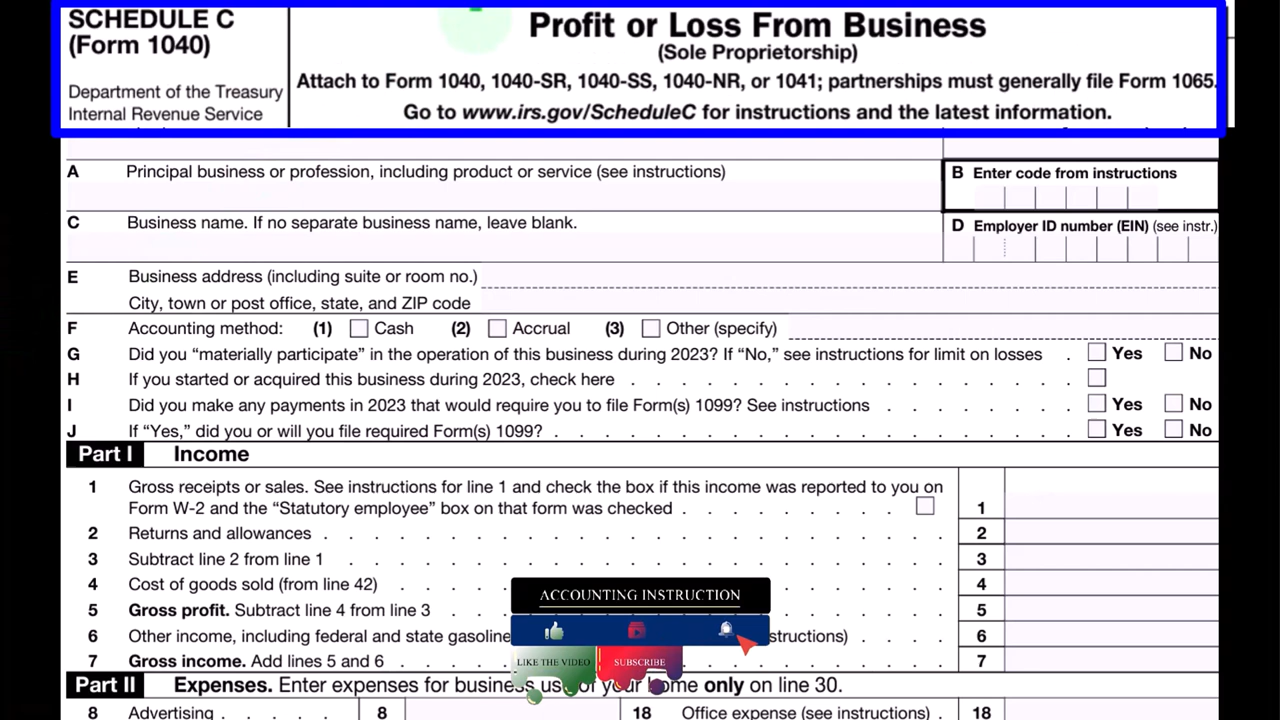 SCHEDULE C
(Form 1040)
Department of the Treasury
Internal Revenue Service
Profit or Loss From Business
(Sole Proprietorship)
Attach to Form 1040, 1040-SR, 1040-SS, 1040-NR, or 1041; partnerships must generally file Form 1065.
Go to www.irs.gov/ScheduleC for instructions and the latest information.
A Principal business or profession, including product or service (see instructions)
B Enter code from instructions
C Business name. If no separate business name, leave blank.
D Employer ID number (EIN) (see instr.)
E Business address (including suite or room no.)
City, town or post office, state, and ZIP code
F Accounting method: (1) Cash (2) Accrual (3) Other (specify)
G Did you “materially participate” in the operation of this business during 2023? If “No,” see instructions for limit on losses . Yes No
H If you started or acquired this business during 2023, check here
I Did you make any payments in 2023 that would require you to file Form(s) 1099? See instructions Yes No
J If “Yes,” did you or will you file required Form(s) 1099? Yes No
Part I Income
1 Gross receipts or sales. See instructions for line 1 and check the box if this income was reported to you on
Form W-2 and the “Statutory employee” box on that form was checked 1
2 Returns and allowances 2
3 Subtract line 2 from line 1 3
4 Cost of goods sold (from line 42) 4
5 Gross profit. Subtract line 4 from line 3 5
6 Other income, including federal and state gasoline structions) 6
7 Gross income. Add lines 5 and 6 7
ACCOUNTING INSTRUCTION
LIKE THE VIDEO
SUBSCRIBE
Part II Expenses. Enter expenses for business use of your home only on line 30.
8 Advertising 8
18 Office expense (see instructions) 18